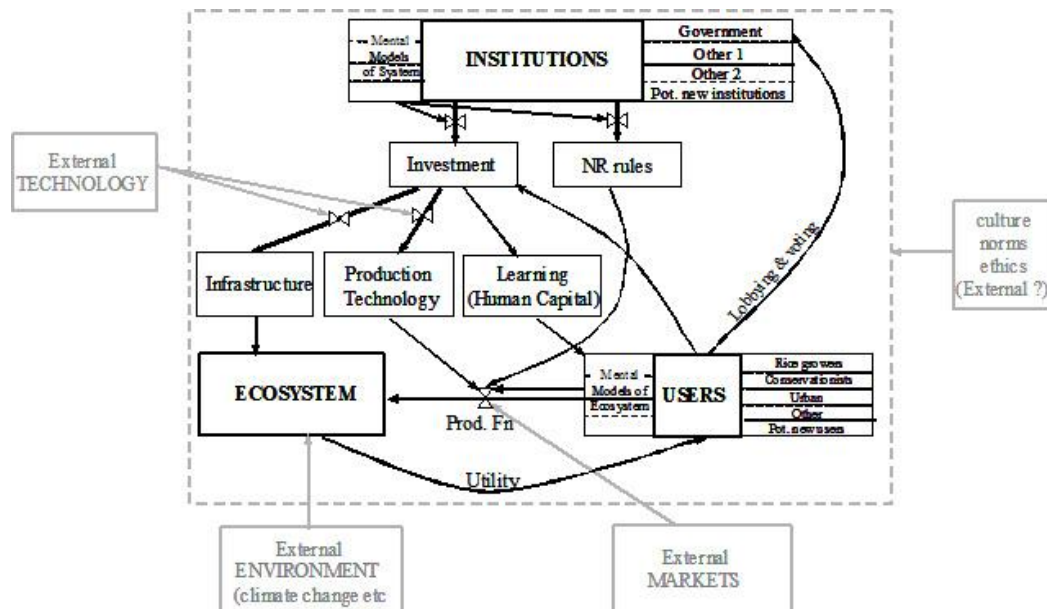 Mental
Models
of System
INSTITUTIONS
Government
Other 1
Other 2
Pot. new institutions
External
TECHNOLOGY
Investment
NR rules
culture
norms
ethics
(External ?)
Infrastructure
Production
Technology
Learning
(Human Capital)
Lobbying & voting
ECOSYSTEM
Prod. Fn
Mental
Models of
Ecosystem
USERS
Rice growers
Conservationists
Urban
Other
Pot. new users
Utility
External
ENVIRONMENT
(climate change etc
External
MARKETS